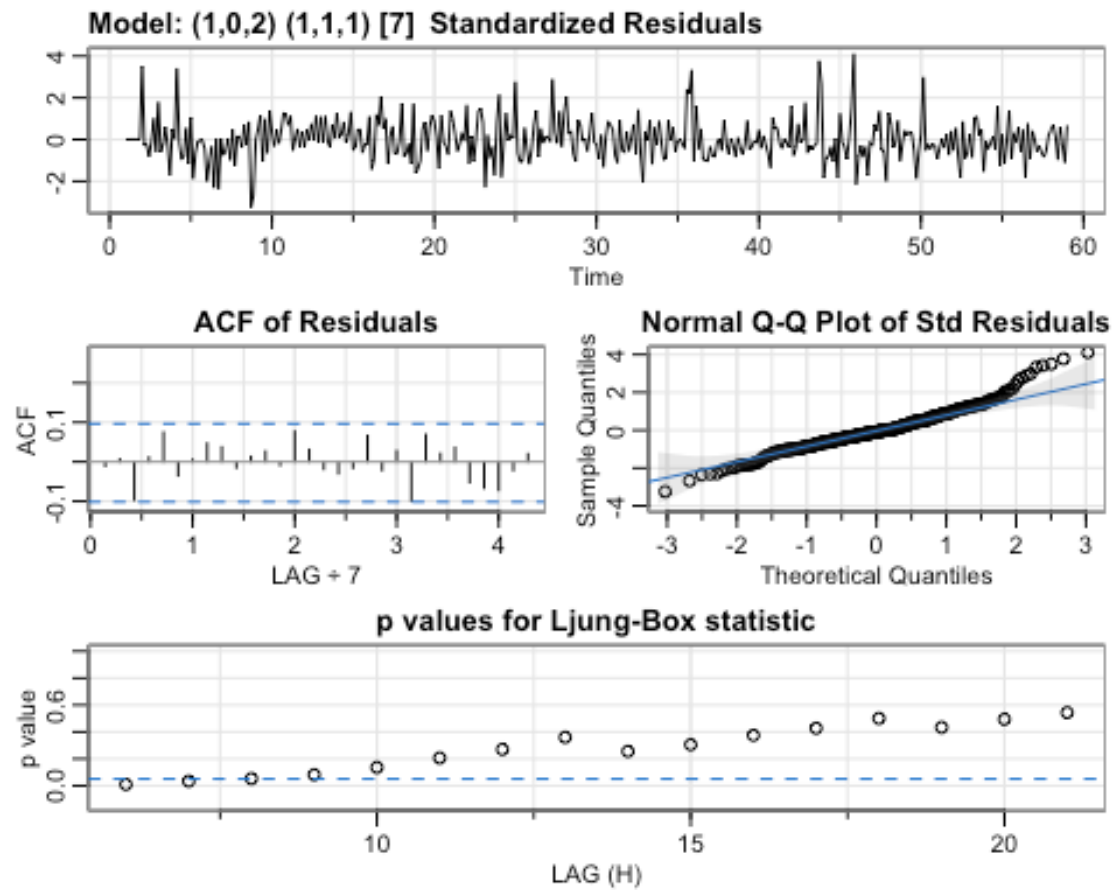 Model: (1,0,2) (1,1,1) [7] Standardized Residuals
4
2
0
-2
0 10 20 30 40 50 60
Time
ACF of Residuals
ACF
0.1
-0.1
0 1 2 3 4
LAG ÷ 7
Normal Q-Q Plot of Std Residuals
Sample Quantiles
4
2
0
-4
-3 -2 -1 0 1 2 3
Theoretical Quantiles
p values for Ljung-Box statistic
p value
0.6
0.0
10 15 20
LAG (H)